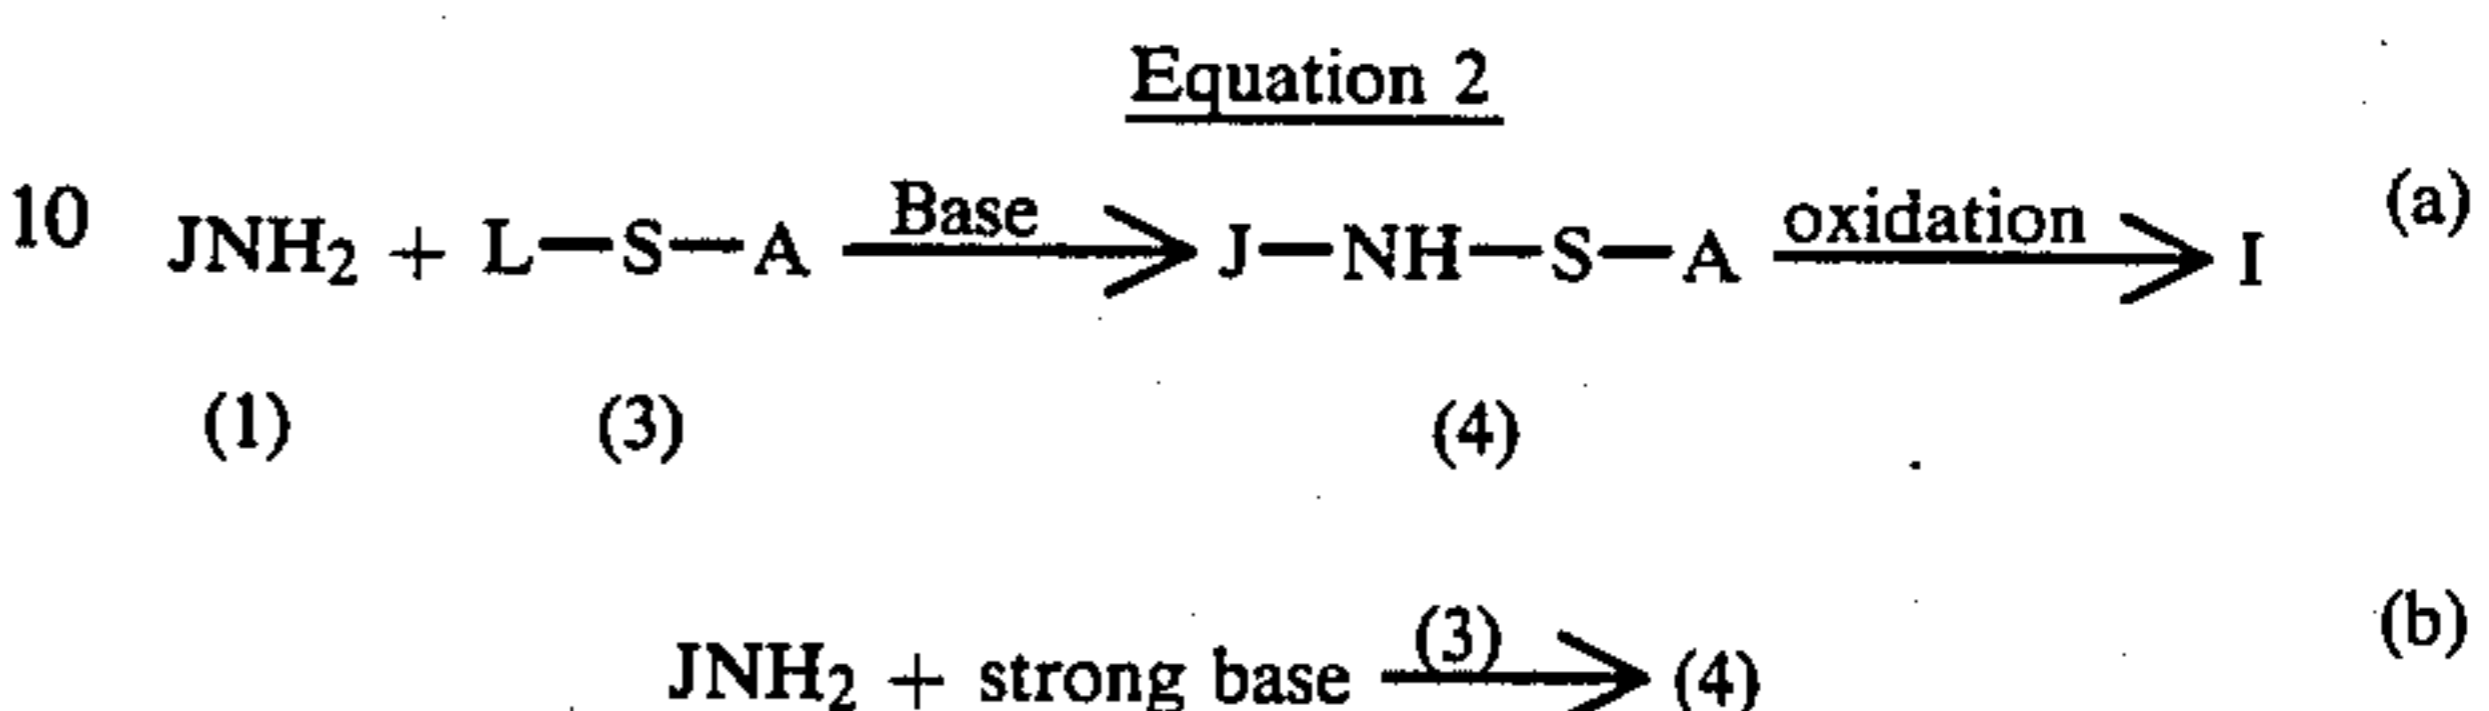 Equation 2
10 JNH₂ + L—S—A Base → J—NH—S—A oxidation → I (a)
(1) (3) (4)
JNH₂ + strong base (3) → (4) (b)